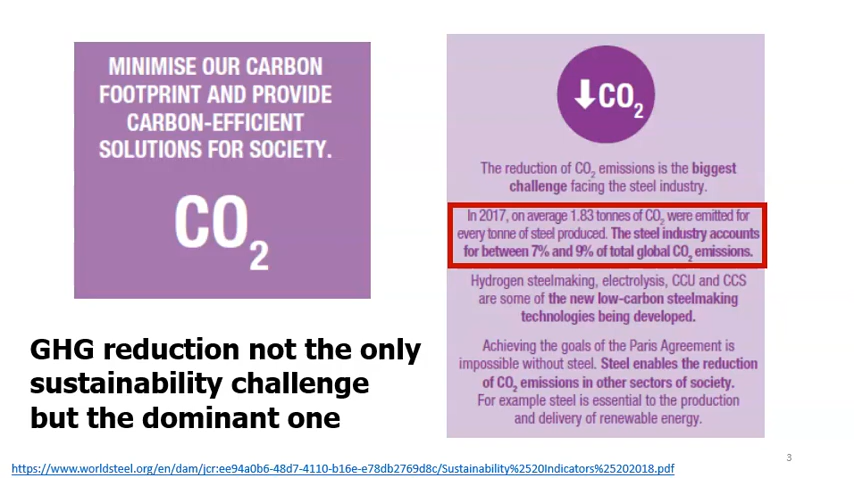 MINIMISE OUR CARBON
FOOTPRINT AND PROVIDE
CARBON-EFFICIENT
SOLUTIONS FOR SOCIETY.
CO2
GHG reduction not the only
sustainability challenge
but the dominant one
CO2
The reduction of CO2 emissions is the biggest
challenge facing the steel industry.
In 2017, on average 1.83 tonnes of CO2 were emitted for
every tonne of steel produced. The steel industry accounts
for between 7% and 9% of total global CO2 emissions.
Hydrogen steelmaking, electrolysis, CCU and CCS
are some of the new low-carbon steelmaking
technologies being developed.
Achieving the goals of the Paris Agreement is
impossible without steel. Steel enables the reduction
of CO2 emissions in other sectors of society.
For example steel is essential to the production
and delivery of renewable energy.
3
https://www.worldsteel.org/en/dam/jcr:ee94a0b6-48d7-4110-b16e-e78db2769d8c/Sustainability%2520Indicators%25202018.pdf